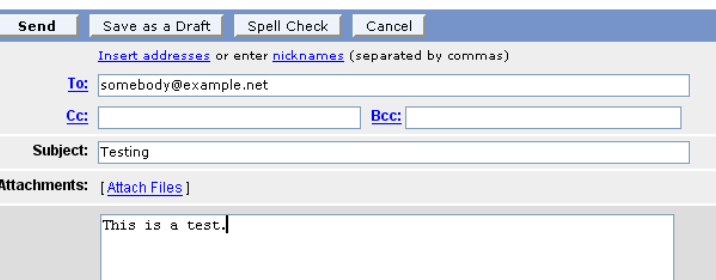 Send Save as a Draft Spell Check Cancel
Insert addresses or enter nicknames (separated by commas)
To: somebody@example.net
Cc: Bcc:
Subject: Testing
Attachments: [Attach Files]
This is a test.